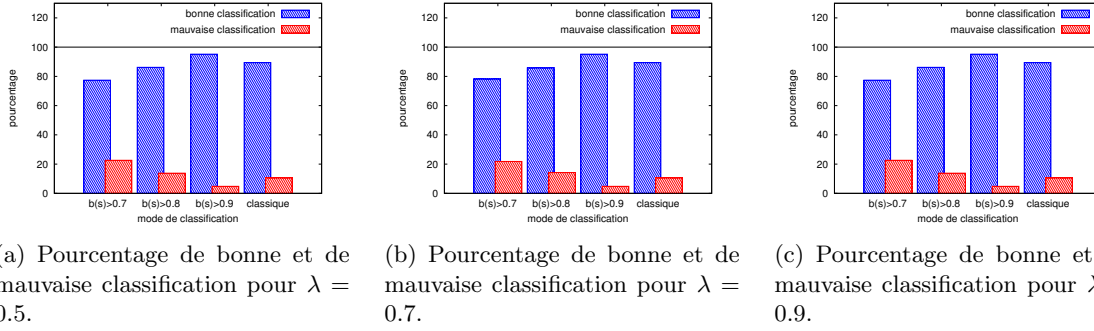 120
100
80
60
40
20
0
pourcentage
bonne classification
mauvaise classification
b(s)>0.7 b(s)>0.8 b(s)>0.9 classique
mode de classification
120
100
80
60
40
20
0
pourcentage
bonne classification
mauvaise classification
b(s)>0.7 b(s)>0.8 b(s)>0.9 classique
mode de classification
120
100
80
60
40
20
0
pourcentage
bonne classification
mauvaise classification
b(s)>0.7 b(s)>0.8 b(s)>0.9 classique
mode de classification
a) Pourcentage de bonne et de
mauvaise classification pour λ =
0.5.
(b) Pourcentage de bonne et de
mauvaise classification pour λ =
0.7.
(c) Pourcentage de bonne et
mauvaise classification pour
0.9.